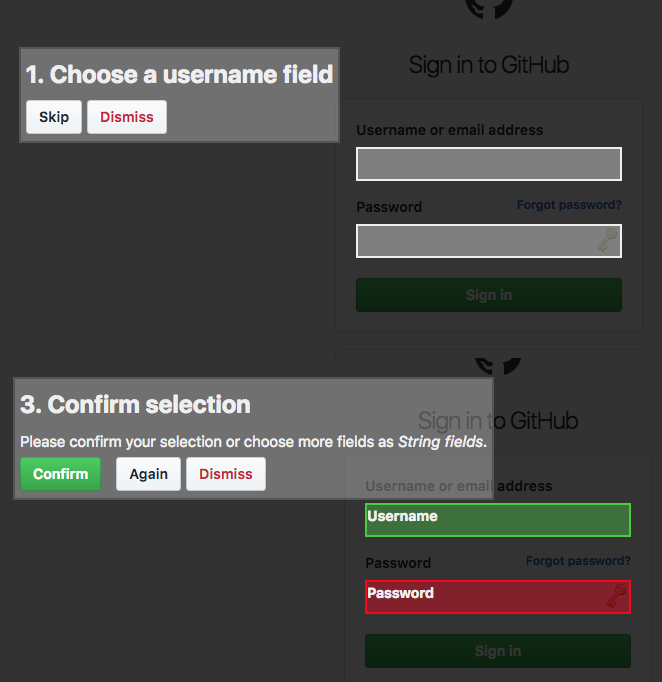 1. Choose a username field
Skip Dismiss
Sign in to GitHub
Username or email address
Password Forgot password?
Sign in
3. Confirm selection
Please confirm your selection or choose more fields as String fields.
Confirm Again Dismiss
Sign in to GitHub
Username or email address
Username
Password Forgot password?
Password
Sign in